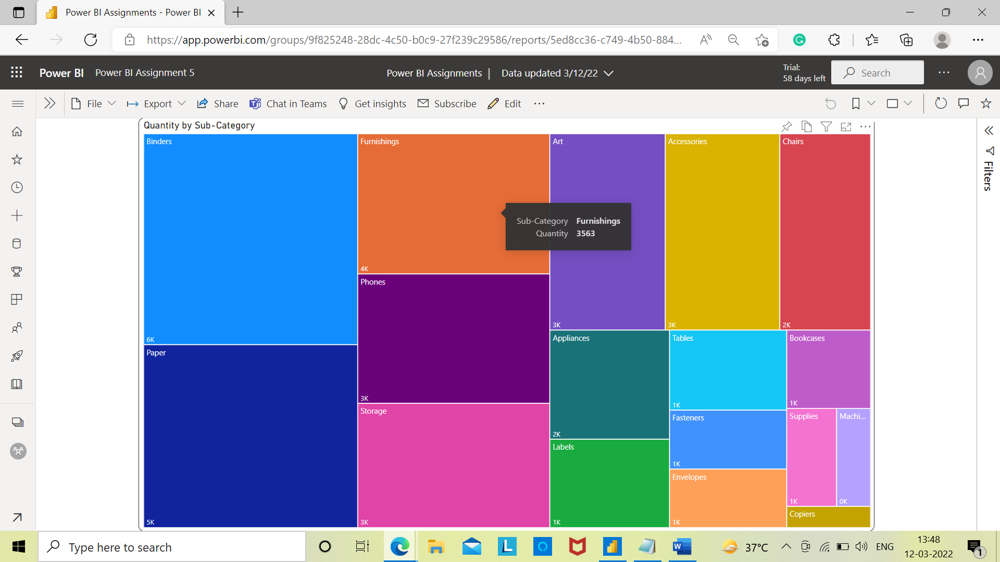 Power BI Assignments - Power BI
https://app.powerbi.com/groups/9f825248-28dc-4c50-b0c9-27f239c29586/reports/5ed8cc36-c749-4b50-884...
Power BI Power BI Assignment 5 Power BI Assignments | Data updated 3/12/22 Trial: 58 days left Search
File Export Share Chat in Teams Get insights Subscribe Edit
Quantity by Sub-Category
Filters
Binders
6K
Paper
5K
Furnishings
4K
Phones
3K
Storage
3K
Art
3K
Accessories
3K
Chairs
2K
Sub-Category Furnishings
Quantity 3563
Appliances
2K
Labels
1K
Tables
1K
Fasteners
1K
Envelopes
1K
Bookcases
1K
Supplies
1K
Machi...
0K
Copiers
Type here to search
L
W
37°C
ENG
13:48
12-03-2022
1